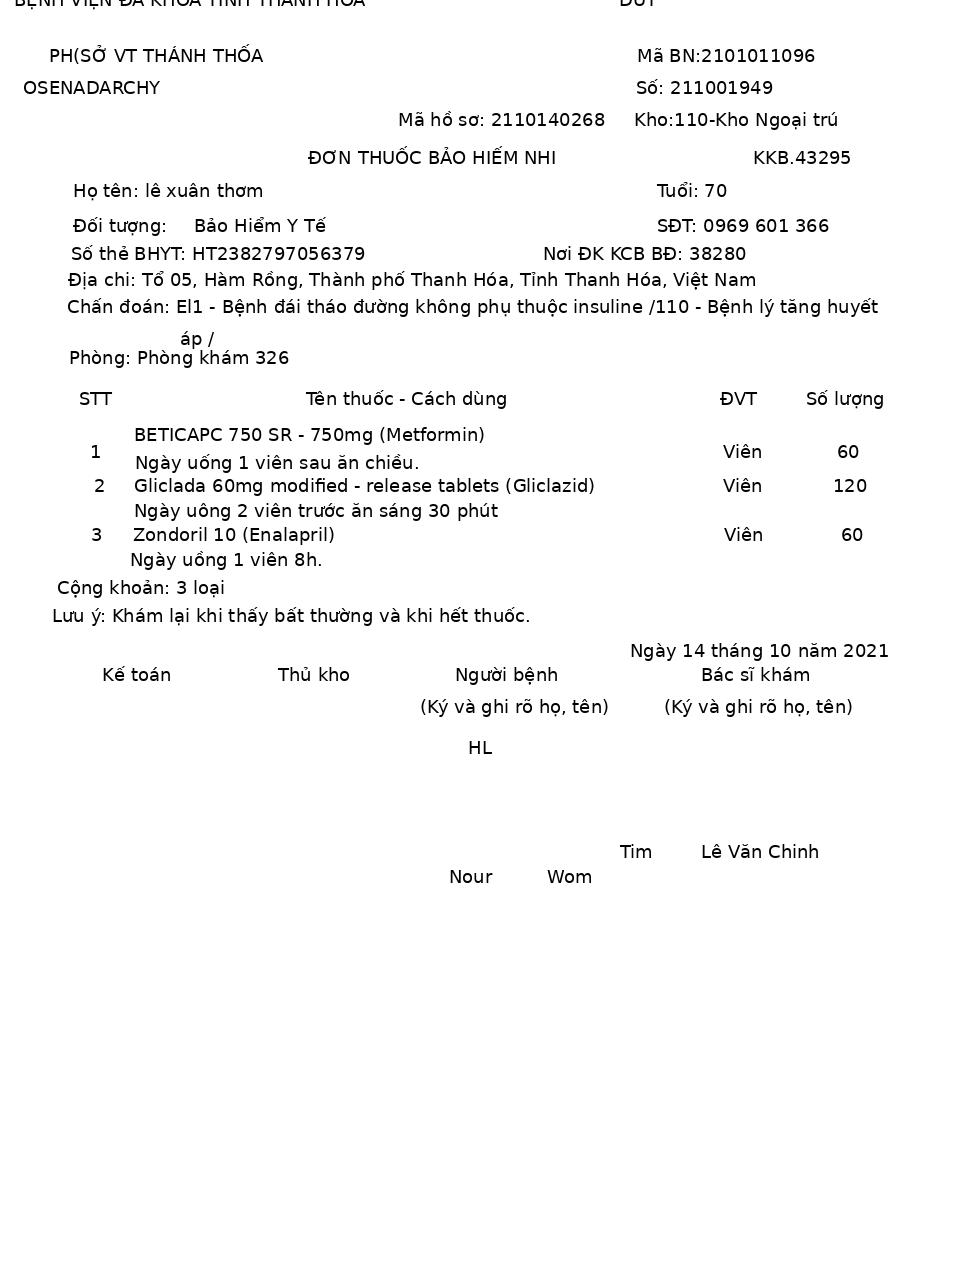 BỆNH VIỆN ĐA KHOA TỈNH THANH HÓA DUT
PH(SỞ VT THÁNH THỐA Mã BN:2101011096
OSENADARCHY Số: 211001949
Mã hồ sơ: 2110140268 Kho:110-Kho Ngoại trú
ĐƠN THUỐC BẢO HIẾM NHI KKB.43295
Họ tên: lê xuân thơm Tuổi: 70
Đối tượng: Bảo Hiểm Y Tế SĐT: 0969 601 366
Số thẻ BHYT: HT2382797056379 Nơi ĐK KCB BĐ: 38280
Địa chi: Tổ 05, Hàm Rồng, Thành phố Thanh Hóa, Tỉnh Thanh Hóa, Việt Nam
Chấn đoán: El1 - Bệnh đái tháo đường không phụ thuộc insuline /110 - Bệnh lý tăng huyết
áp /
Phòng: Phòng khám 326
STT Tên thuốc - Cách dùng ĐVT Số lượng
BETICAPC 750 SR - 750mg (Metformin)
1 Viên 60
Ngày uống 1 viên sau ăn chiều.
2 Gliclada 60mg modified - release tablets (Gliclazid) Viên 120
Ngày uông 2 viên trước ăn sáng 30 phút
3 Zondoril 10 (Enalapril) Viên 60
Ngày uồng 1 viên 8h.
Cộng khoản: 3 loại
Lưu ý: Khám lại khi thấy bất thường và khi hết thuốc.
Ngày 14 tháng 10 năm 2021
Kế toán Thủ kho Người bệnh Bác sĩ khám
(Ký và ghi rõ họ, tên) (Ký và ghi rõ họ, tên)
HL
Tim Lê Văn Chinh
Nour Wom